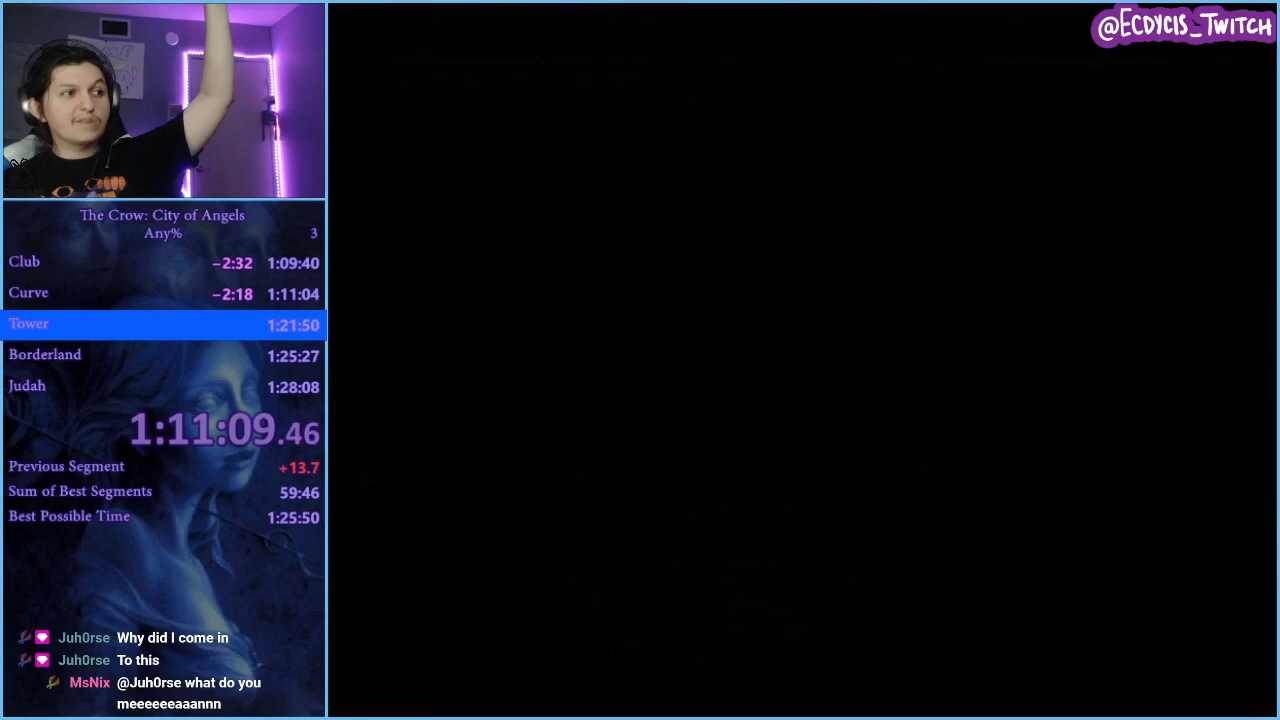 @Ecdycis_Twitch
The Crow: City of Angels
Any% 3
Club −2:32 1:09:40
Curve −2:18 1:11:04
Tower 1:21:50
Borderland 1:25:27
Judah 1:28:08
1:11:09.46
Previous Segment +13.7
Sum of Best Segments 59:46
Best Possible Time 1:25:50
Juh0rse Why did I come in
Juh0rse To this
MsNix @Juh0rse what do you
meeeeeeaaannn